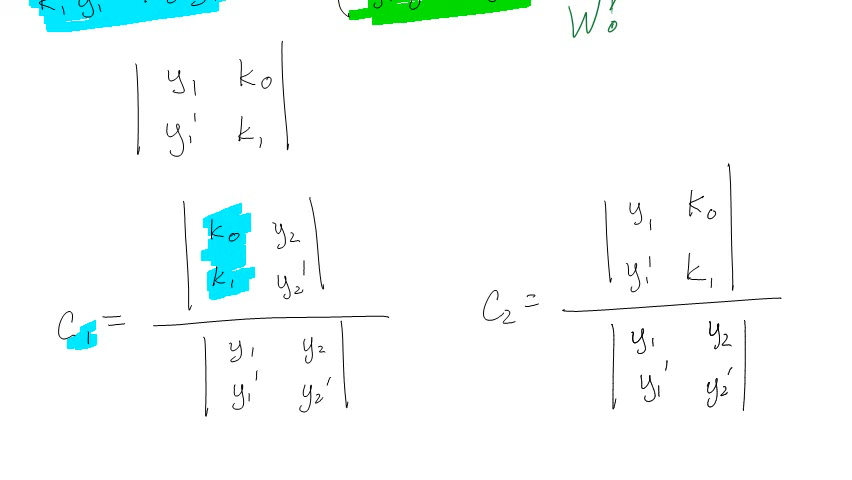 W!
| y₁ k₀ |
| y₁' k₁ |
| k₀ y₂ |
| k₁ y₂' |
C₁ =
| y₁ y₂ |
| y₁' y₂' |
| y₁ k₀ |
| y₁' k₁ |
C₂ =
| y₁ y₂ |
| y₁' y₂' |